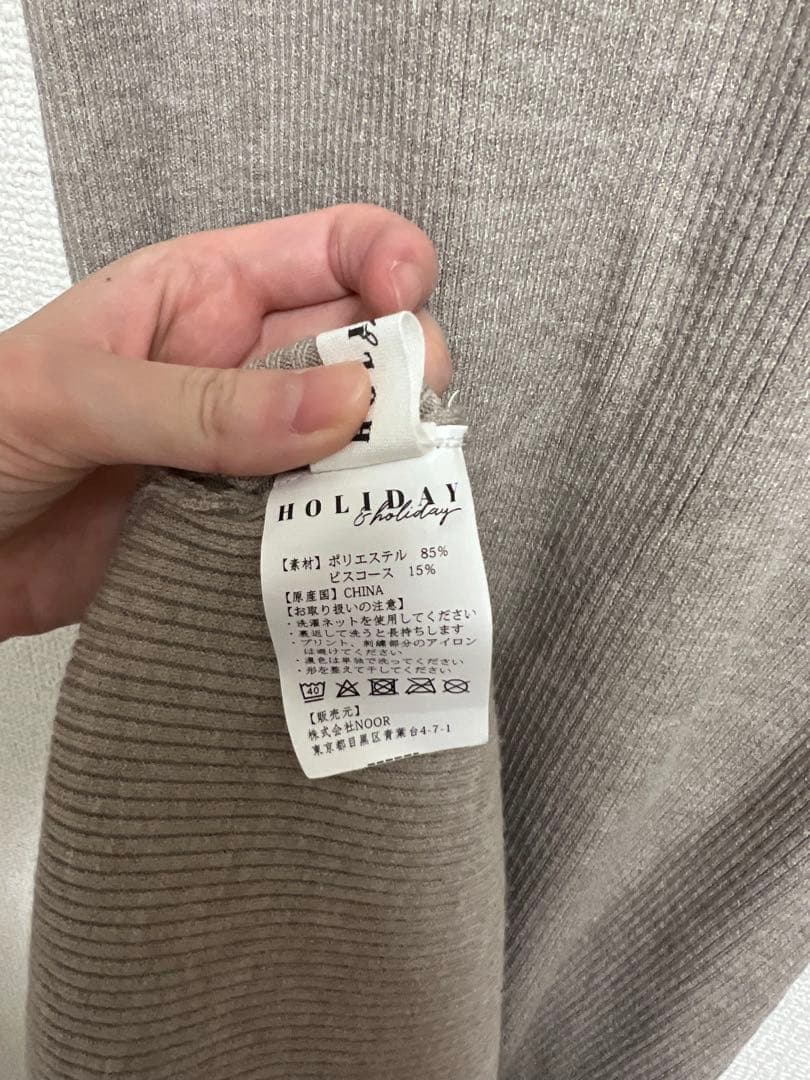 HOLIDAY
&holiday
【素材】ポリエステル 85%
ビスコース 15%
【原産国】CHINA
【お取り扱いの注意】
・洗濯ネットを使用してください
・裏返して洗うと長持ちします
・プリント、刺繍部分のアイロン
は避けてください
・濃色は単独で洗ってください
・形を整えて干してください
40
【販売元】
株式会社NOOR
東京都目黒区青葉台4-7-1